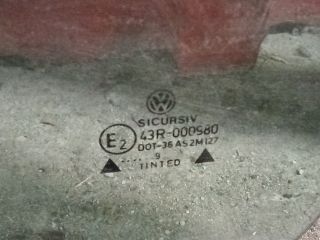 SICURSIV
E2
43R-000980
DOT-36 AS2M127
9
TINTED